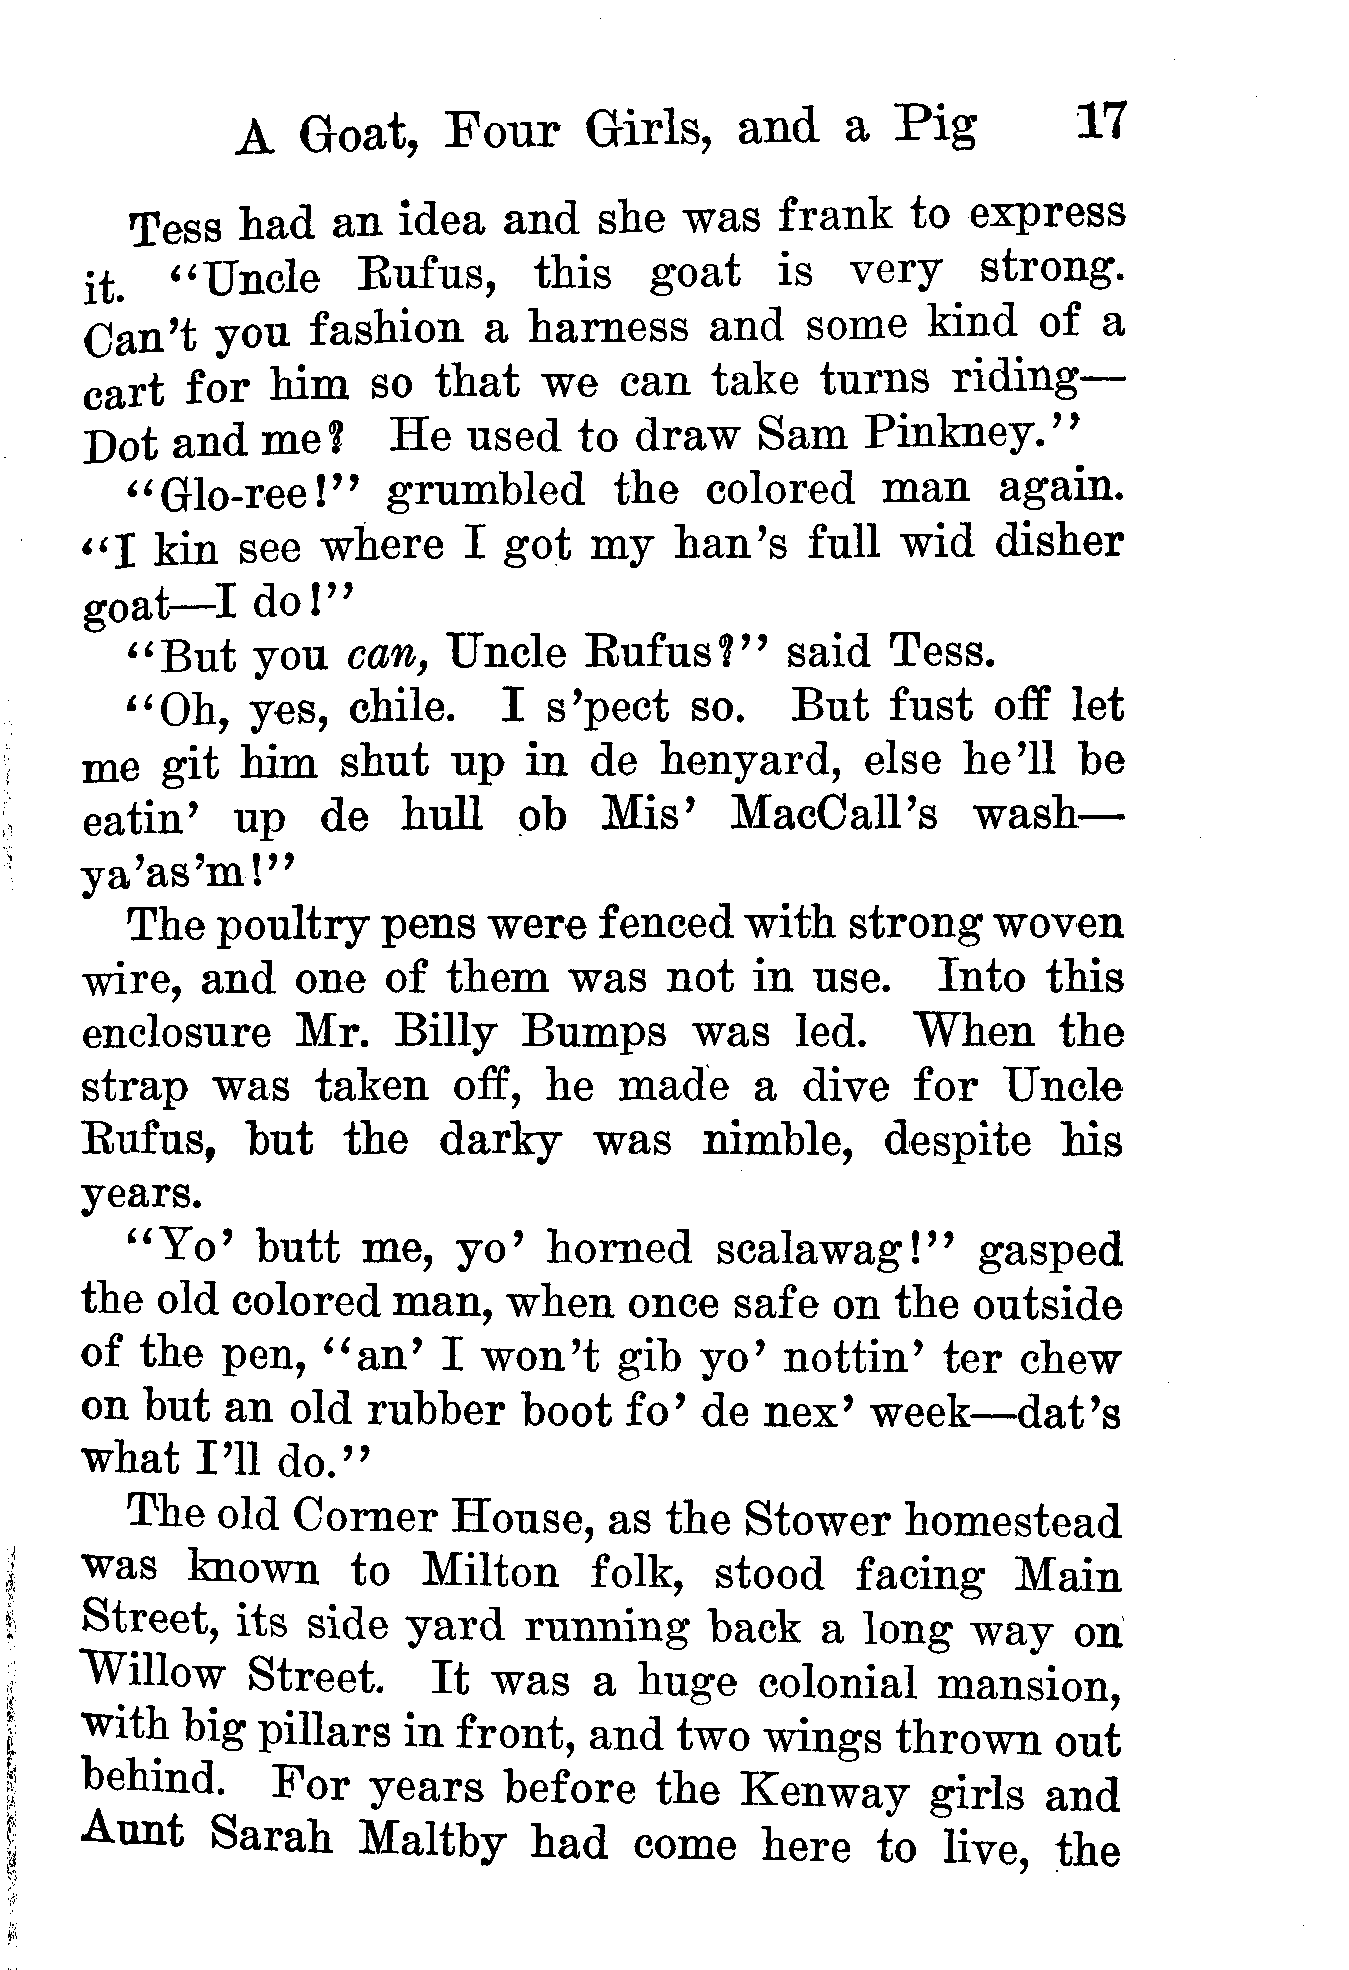 A Goat, Four Girls, and a Pig 17
Tess had an idea and she was frank to express
it. "Uncle Rufus, this goat is very strong.
Can't you fashion a harness and some kind of a
cart for him so that we can take turns riding—
Dot and me? He used to draw Sam Pinkney."
"Glo-ree!" grumbled the colored man again.
"I kin see where I got my han's full wid disher
goat—I do!"
"But you can, Uncle Rufus?" said Tess.
"Oh, yes, chile. I s'pect so. But fust off let
me git him shut up in de henyard, else he'll be
eatin' up de hull ob Mis' MacCall's wash—
ya'as'm!"
The poultry pens were fenced with strong woven
wire, and one of them was not in use. Into this
enclosure Mr. Billy Bumps was led. When the
strap was taken off, he made a dive for Uncle
Rufus, but the darky was nimble, despite his
years.
"Yo' butt me, yo' horned scalawag!" gasped
the old colored man, when once safe on the outside
of the pen, "an' I won't gib yo' nottin' ter chew
on but an old rubber boot fo' de nex' week—dat's
what I'll do."
The old Corner House, as the Stower homestead
was known to Milton folk, stood facing Main
Street, its side yard running back a long way on
Willow Street. It was a huge colonial mansion,
with big pillars in front, and two wings thrown out
behind. For years before the Kenway girls and
Aunt Sarah Maltby had come here to live, the